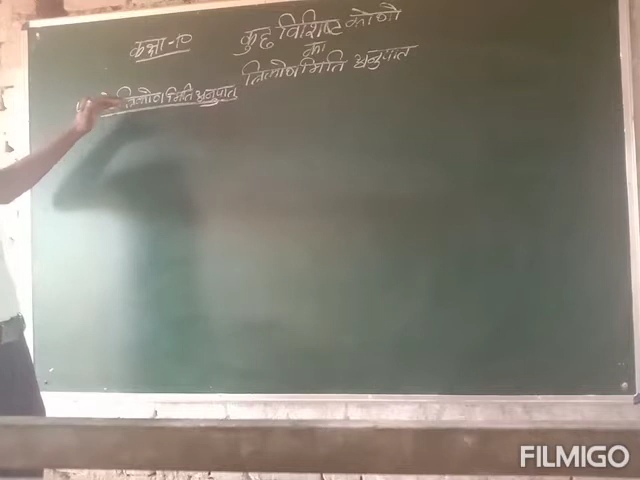 कक्षा-10
कुछ विशिष्ट कोणों
का
त्रिकोणमिति अनुपात
त्रिकोणमिति अनुपात
FILMIGO